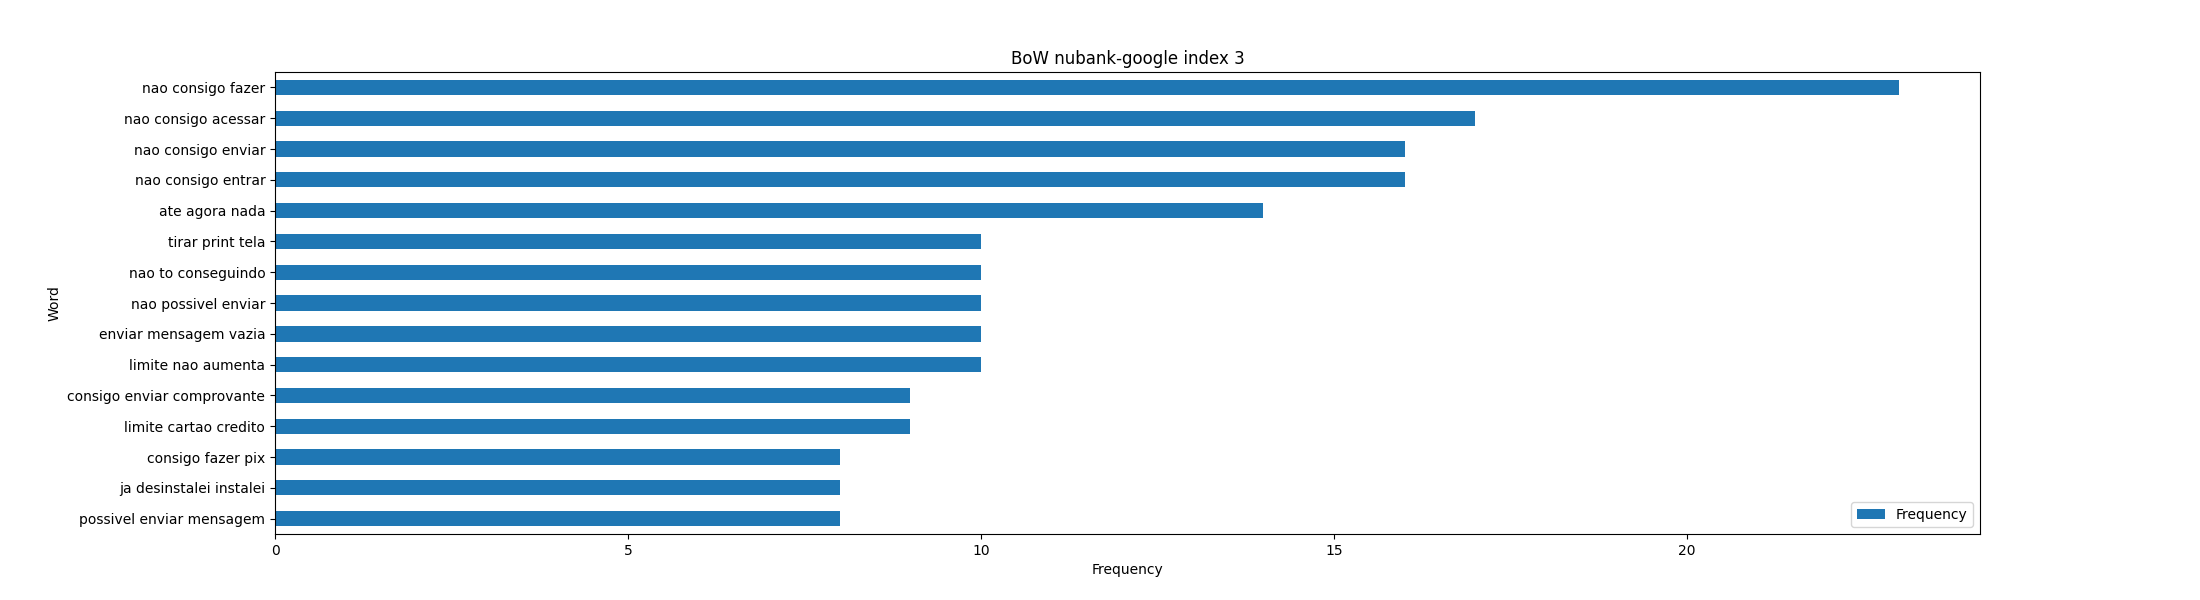 BoW nubank-google index 3
nao consigo fazer
nao consigo acessar
nao consigo enviar
nao consigo entrar
ate agora nada
tirar print tela
nao to conseguindo
nao possivel enviar
enviar mensagem vazia
limite nao aumenta
consigo enviar comprovante
limite cartao credito
consigo fazer pix
ja desinstalei instalei
possivel enviar mensagem
Word
Frequency
0 5 10 15 20
Frequency